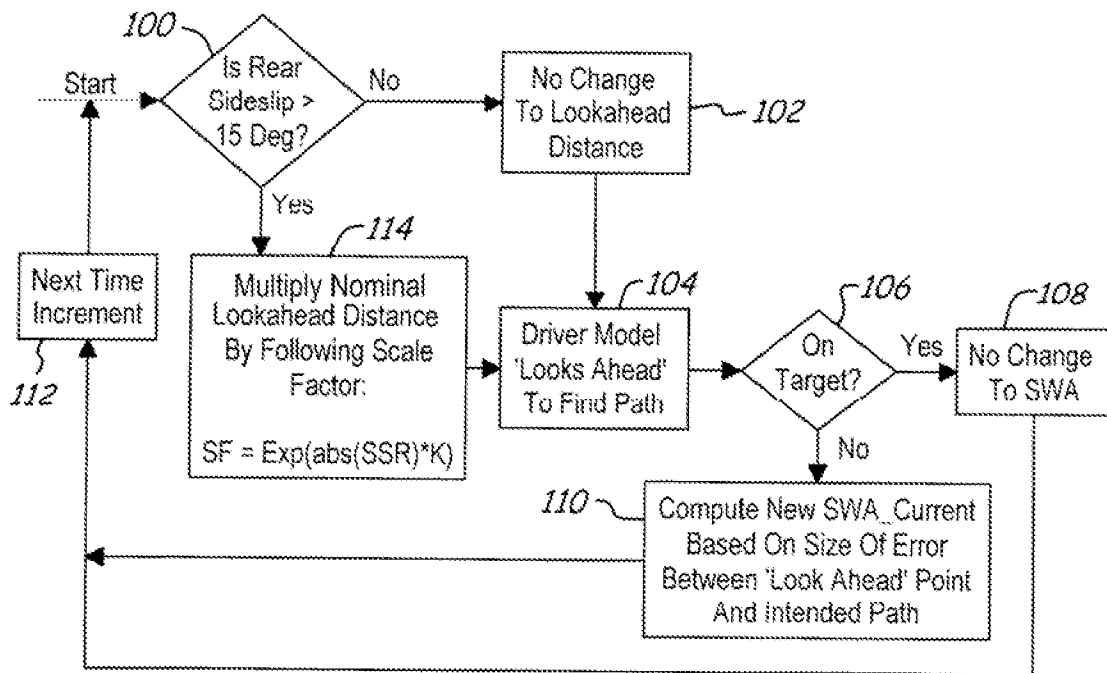 100
Start
Is Rear
Sideslip >
15 Deg?
No
No Change
To Lookahead
Distance
102
Yes
114
Next Time
Increment
112
Multiply Nominal
Lookahead Distance
By Following Scale
Factor:
SF = Exp(abs(SSR)*K)
104
Driver Model
'Looks Ahead'
To Find Path
106
On
Target?
Yes
108
No Change
To SWA
No
110
Compute New SWA_Current
Based On Size Of Error
Between 'Look Ahead' Point
And Intended Path